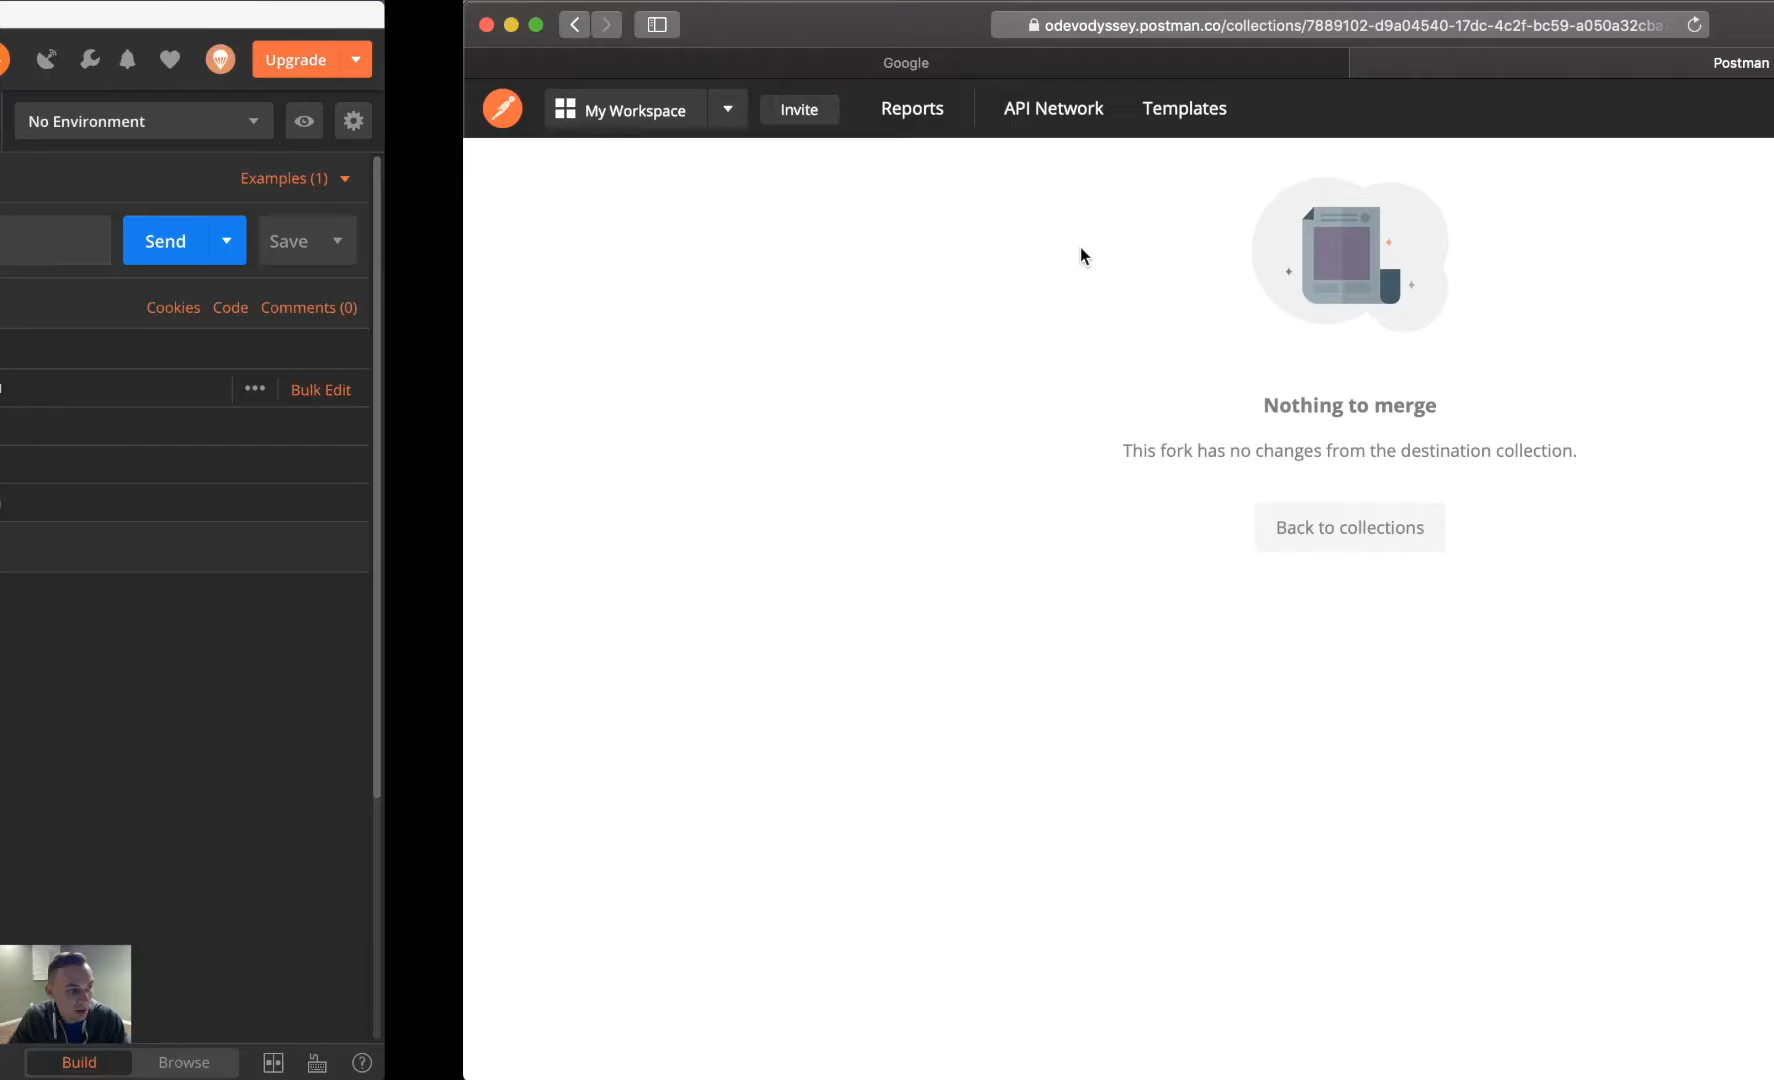 Upgrade
No Environment
Examples (1)
Send
Save
Cookies Code Comments (0)
Bulk Edit
Build
Browse
odevodyssey.postman.co/collections/7889102-d9a04540-17dc-4c2f-bc59-a050a32cba
Google
Postman
My Workspace
Invite
Reports
API Network
Templates
Nothing to merge
This fork has no changes from the destination collection.
Back to collections